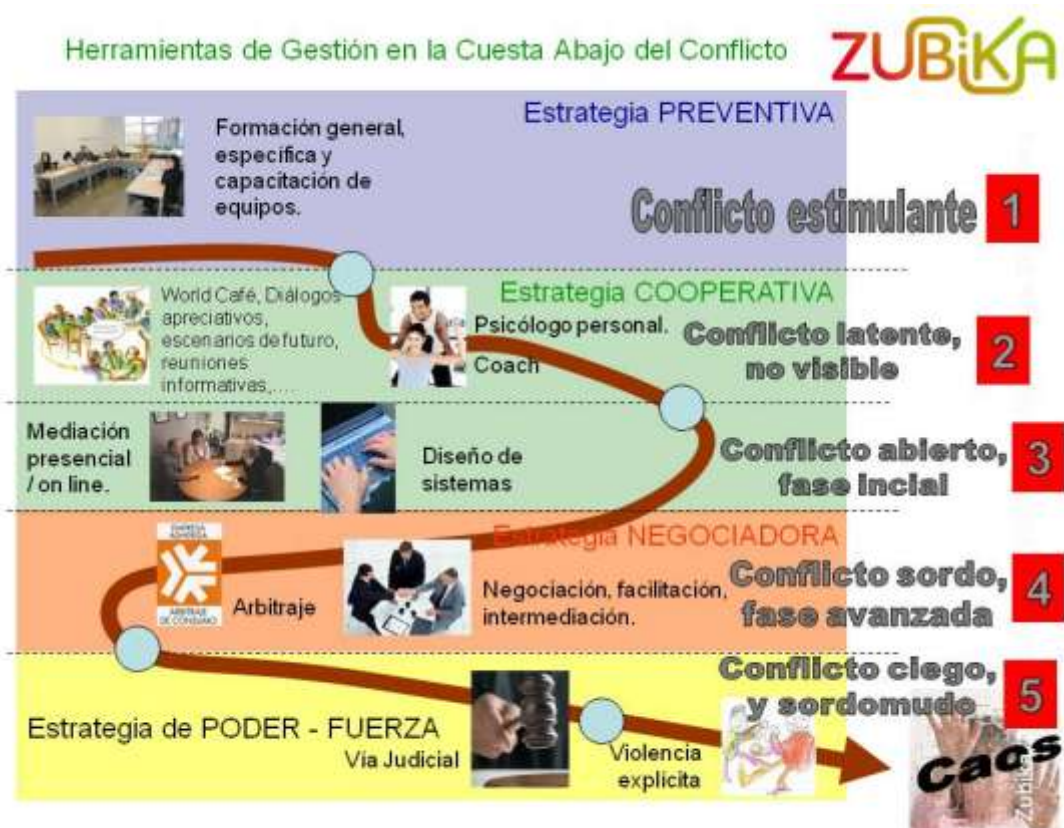 Herramientas de Gestión en la Cuesta Abajo del Conflicto
ZUBiKA
Estrategia PREVENTIVA
Formación general,
específica y
capacitación de
equipos.
Conflicto estimulante
1
Estrategia COOPERATIVA
World Café, Diálogos
apreciativos,
escenarios de futuro,
reuniones
informativas,....
Psicólogo personal.
Coach
Conflicto latente,
no visible
2
Mediación
presencial
/ on line.
Diseño de
sistemas
Conflicto abierto,
fase incial
3
Estrategia NEGOCIADORA
EMPRESA
ADHERIDA
ARBITRAJE
DE CONSUMO
Arbitraje
Negociación, facilitación,
intermediación.
Conflicto sordo,
fase avanzada
4
Conflicto ciego,
y sordomudo
5
Estrategia de PODER - FUERZA
Vía Judicial
Violencia
explícita
Caos
Zubika